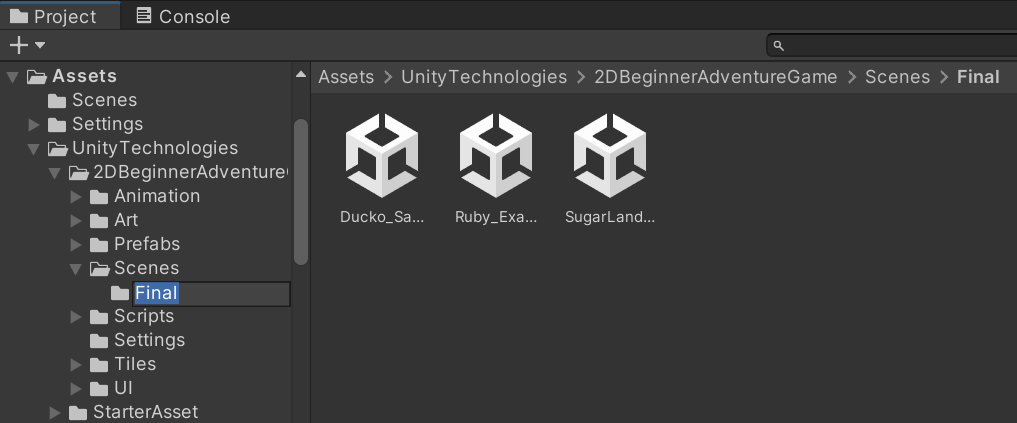 Project Console
Assets
Scenes
Settings
UnityTechnologies
2DBeginnerAdventure
Animation
Art
Prefabs
Scenes
Final
Scripts
Settings
Tiles
UI
StarterAsset
Assets > UnityTechnologies > 2DBeginnerAdventureGame > Scenes > Final
Ducko_Sa... Ruby_Exa... SugarLand...